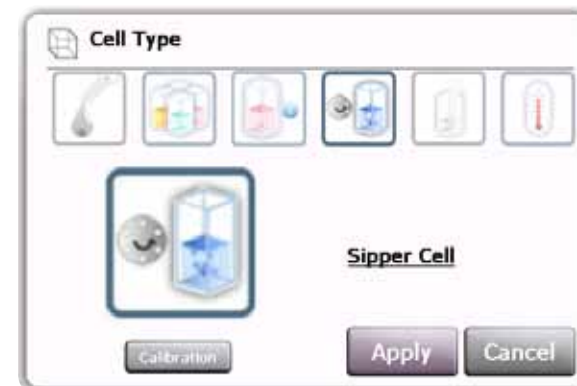 Cell Type
Sipper Cell
Calibration
Apply
Cancel